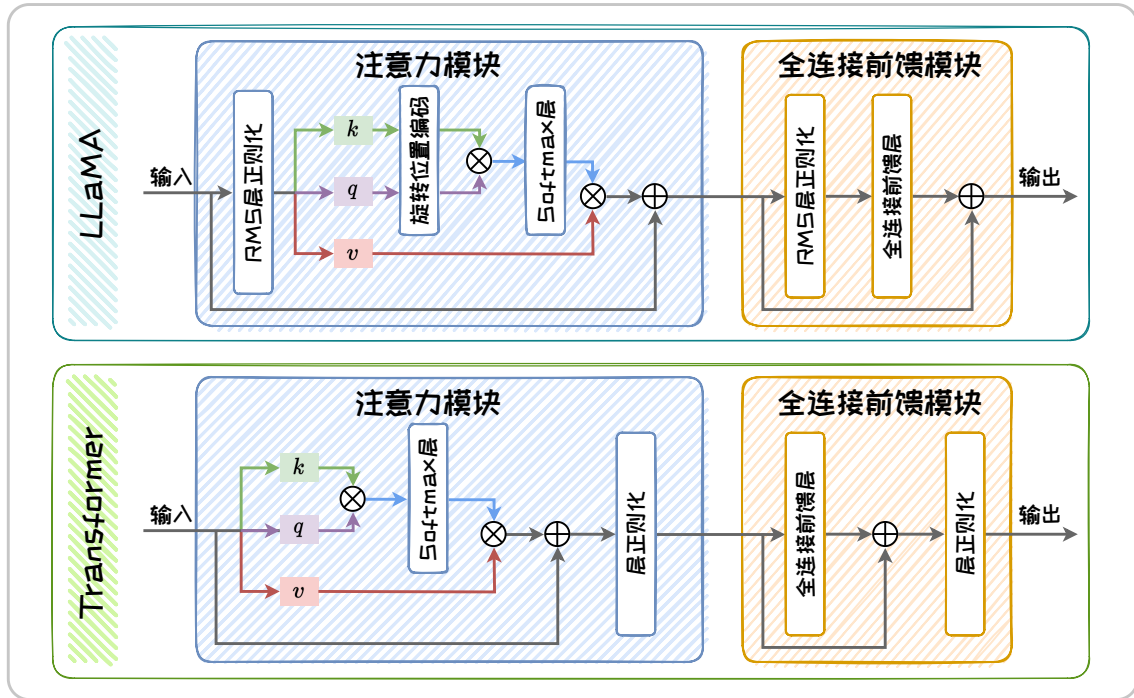 LLaMA
注意力模块
全连接前馈模块
输入
RMS层正则化
k
q
v
旋转位置编码
Softmax层
RMS层正则化
全连接前馈层
输出
Transformer
注意力模块
全连接前馈模块
输入
k
q
v
Softmax层
层正则化
全连接前馈层
层正则化
输出